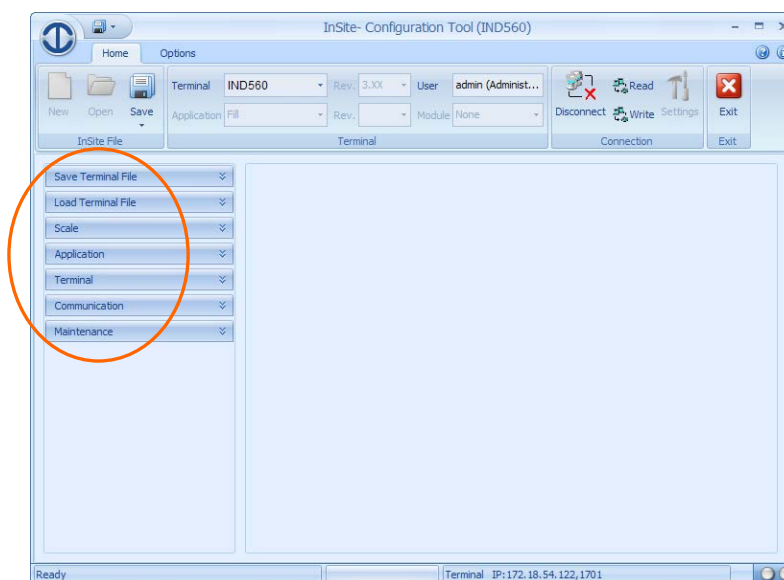 InSite- Configuration Tool (IND560)
Home Options
Terminal IND560 Rev. 3.XX User admin (Administ...
Read
New Open Save Application Fill Rev. Module None Disconnect Write Settings Exit
InSite File Terminal Connection Exit
Save Terminal File
Load Terminal File
Scale
Application
Terminal
Communication
Maintenance
Ready Terminal IP:172.18.54.122,1701